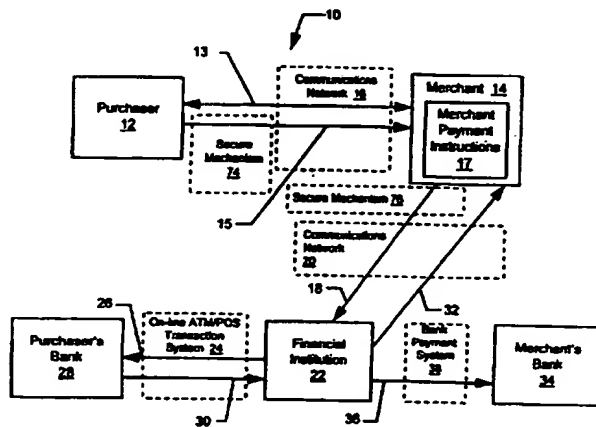 10
13
Purchaser
12
Communications
Network 16
Merchant 14
Merchant
Payment
Instructions
17
Secure
Mechanism
74
15
Secure Mechanism 76
Communications
Network
20
18
32
26
On-line ATM/POS
Transaction
System 24
Purchaser's
Bank
28
Financial
Institution
22
Bank
Payment
System
38
Merchant's
Bank
34
30
36